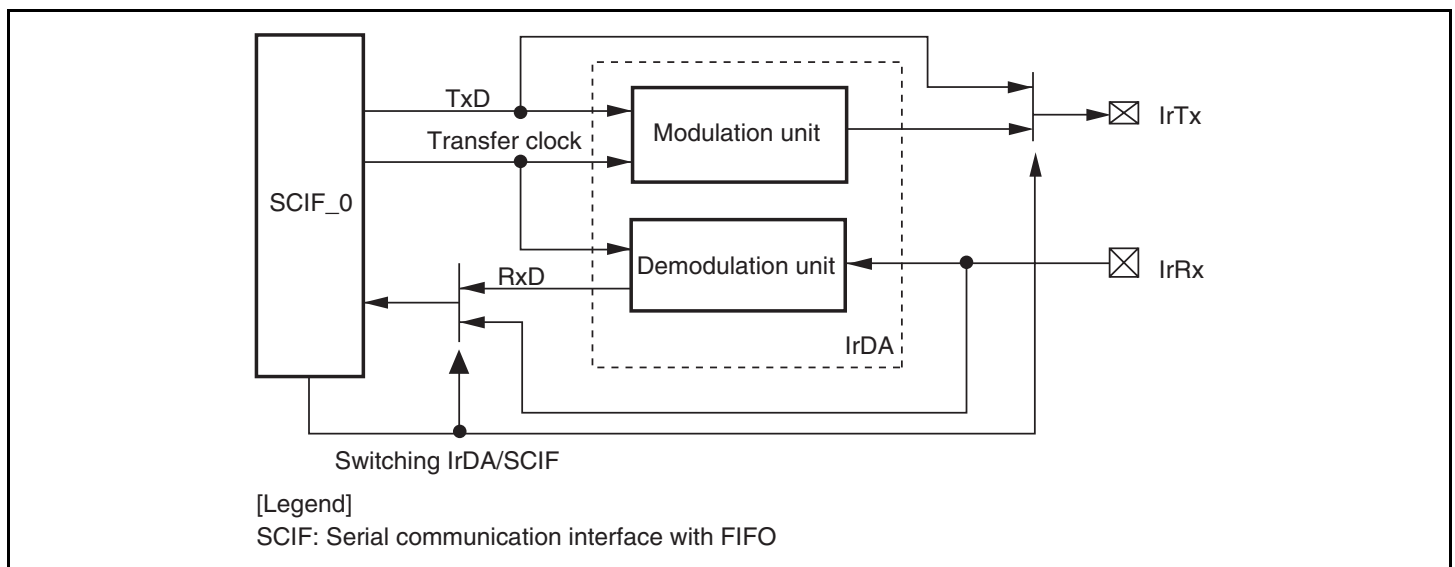 TxD
Transfer clock
SCIF_0
Modulation unit
IrTx
Demodulation unit
RxD
IrRx
IrDA
Switching IrDA/SCIF
[Legend]
SCIF: Serial communication interface with FIFO